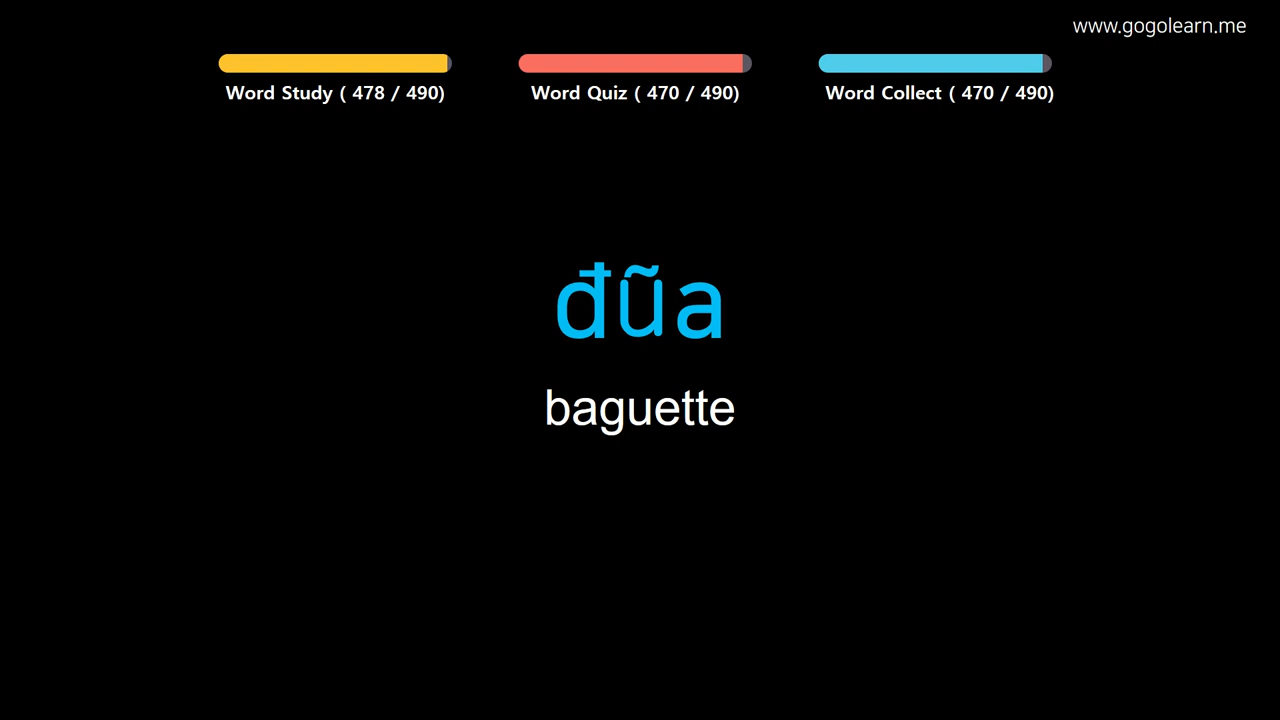 www.gogolearn.me
Word Study ( 478 / 490)
Word Quiz ( 470 / 490)
Word Collect ( 470 / 490)
đũa
baguette